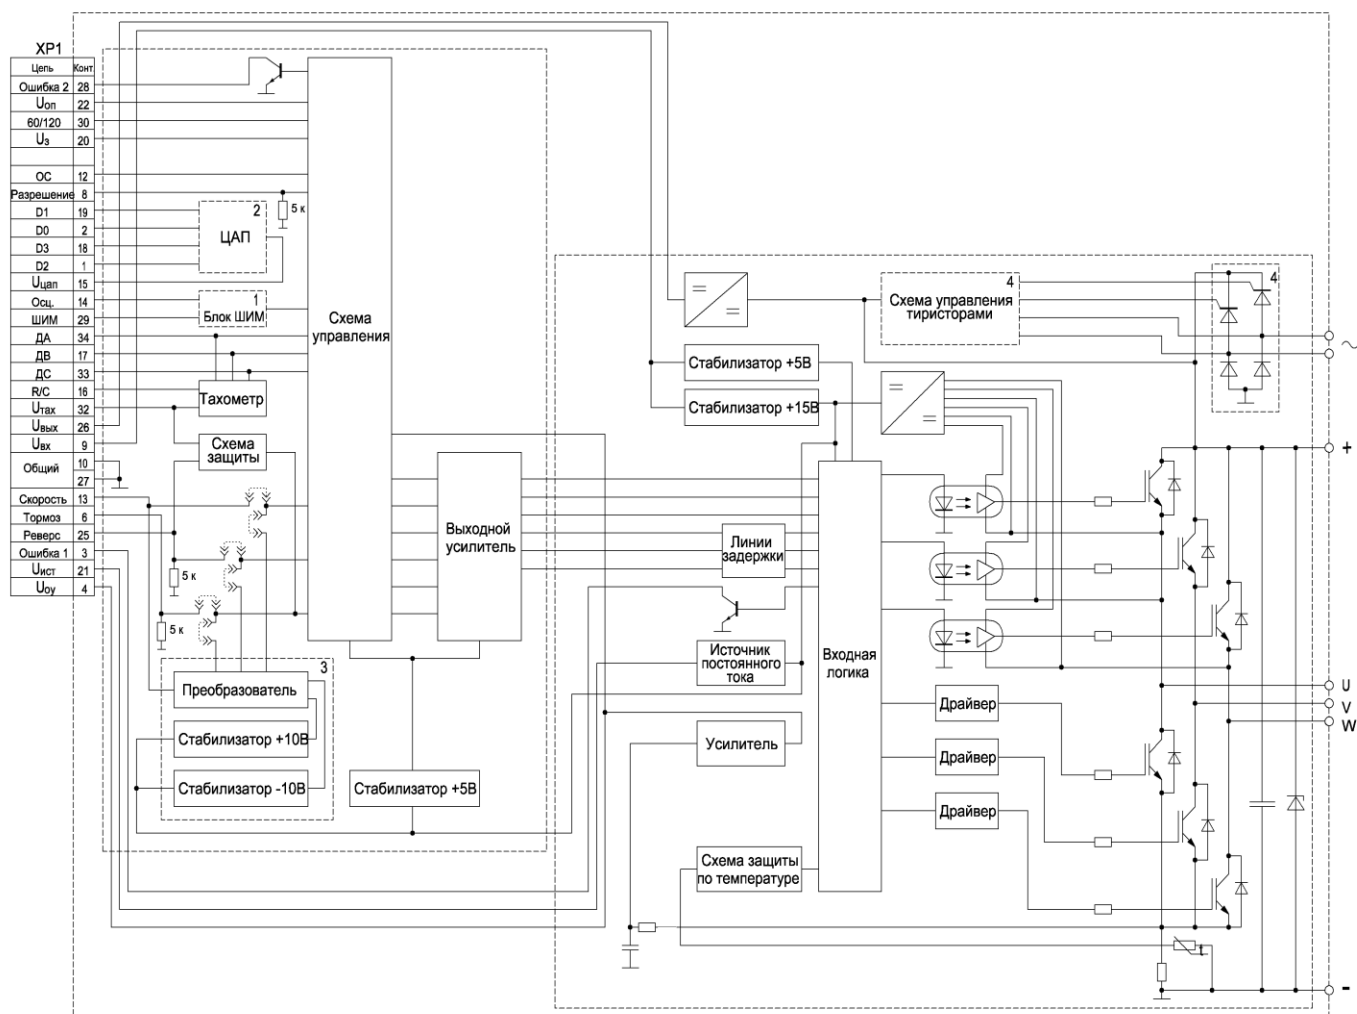 ХР1
Цепь Конт
Ошибка 2 28
Uоп 22
60/120 30
Uз 20
ОС 12
Разрешение 8
D1 19
D0 2
D3 18
D2 1
Uцап 15
Осц. 14
ШИМ 29
ДА 34
ДВ 17
ДС 33
R/C 16
Uтах 32
Uвых 26
Uвх 9
Общий 10
27
Скорость 13
Тормоз 6
Реверс 25
Ошибка 1 3
Uист 21
Uоу 4
5 к
2
ЦАП
1
Блок ШИМ
Тахометр
Схема
защиты
5 к
5 к
3
Преобразователь
Стабилизатор +10В
Стабилизатор -10В
Схема
управления
Стабилизатор +5В
Выходной
усилитель
Стабилизатор +5В
Стабилизатор +15В
4
Схема управления
тиристорами
4
Линии
задержки
Источник
постоянного
тока
Усилитель
Схема защиты
по температуре
Входная
логика
Драйвер
Драйвер
Драйвер
t
~
+
U
V
W
-